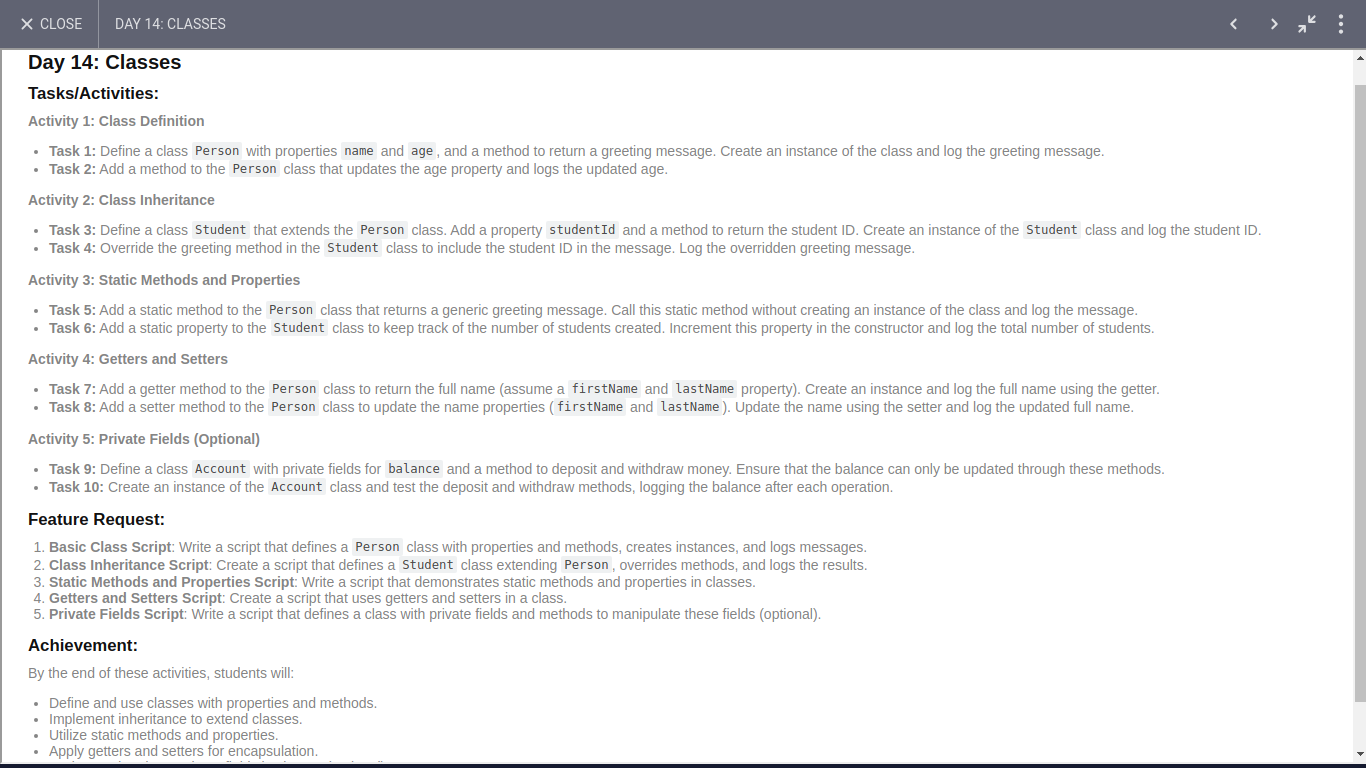 CLOSE
DAY 14: CLASSES
Day 14: Classes
Tasks/Activities:
Activity 1: Class Definition
• Task 1: Define a class Person with properties name and age, and a method to return a greeting message. Create an instance of the class and log the greeting message.
• Task 2: Add a method to the Person class that updates the age property and logs the updated age.
Activity 2: Class Inheritance
• Task 3: Define a class Student that extends the Person class. Add a property studentId and a method to return the student ID. Create an instance of the Student class and log the student ID.
• Task 4: Override the greeting method in the Student class to include the student ID in the message. Log the overridden greeting message.
Activity 3: Static Methods and Properties
• Task 5: Add a static method to the Person class that returns a generic greeting message. Call this static method without creating an instance of the class and log the message.
• Task 6: Add a static property to the Student class to keep track of the number of students created. Increment this property in the constructor and log the total number of students.
Activity 4: Getters and Setters
• Task 7: Add a getter method to the Person class to return the full name (assume a firstName and lastName property). Create an instance and log the full name using the getter.
• Task 8: Add a setter method to the Person class to update the name properties (firstName and lastName). Update the name using the setter and log the updated full name.
Activity 5: Private Fields (Optional)
• Task 9: Define a class Account with private fields for balance and a method to deposit and withdraw money. Ensure that the balance can only be updated through these methods.
• Task 10: Create an instance of the Account class and test the deposit and withdraw methods, logging the balance after each operation.
Feature Request:
1. Basic Class Script: Write a script that defines a Person class with properties and methods, creates instances, and logs messages.
2. Class Inheritance Script: Create a script that defines a Student class extending Person, overrides methods, and logs the results.
3. Static Methods and Properties Script: Write a script that demonstrates static methods and properties in classes.
4. Getters and Setters Script: Create a script that uses getters and setters in a class.
5. Private Fields Script: Write a script that defines a class with private fields and methods to manipulate these fields (optional).
Achievement:
By the end of these activities, students will:
• Define and use classes with properties and methods.
• Implement inheritance to extend classes.
• Utilize static methods and properties.
• Apply getters and setters for encapsulation.